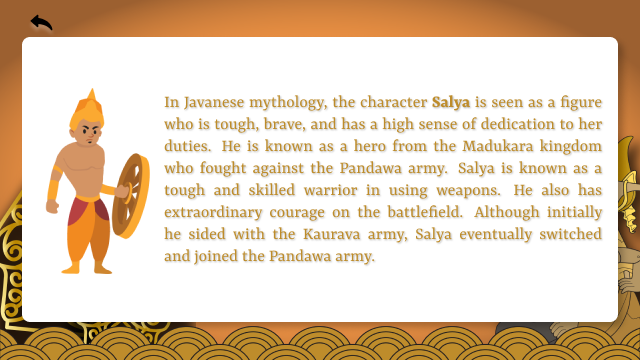 In Javanese mythology, the character Salya is seen as a figure
who is tough, brave, and has a high sense of dedication to her
duties. He is known as a hero from the Madukara kingdom
who fought against the Pandawa army. Salya is known as a
tough and skilled warrior in using weapons. He also has
extraordinary courage on the battlefield. Although initially
he sided with the Kaurava army, Salya eventually switched
and joined the Pandawa army.